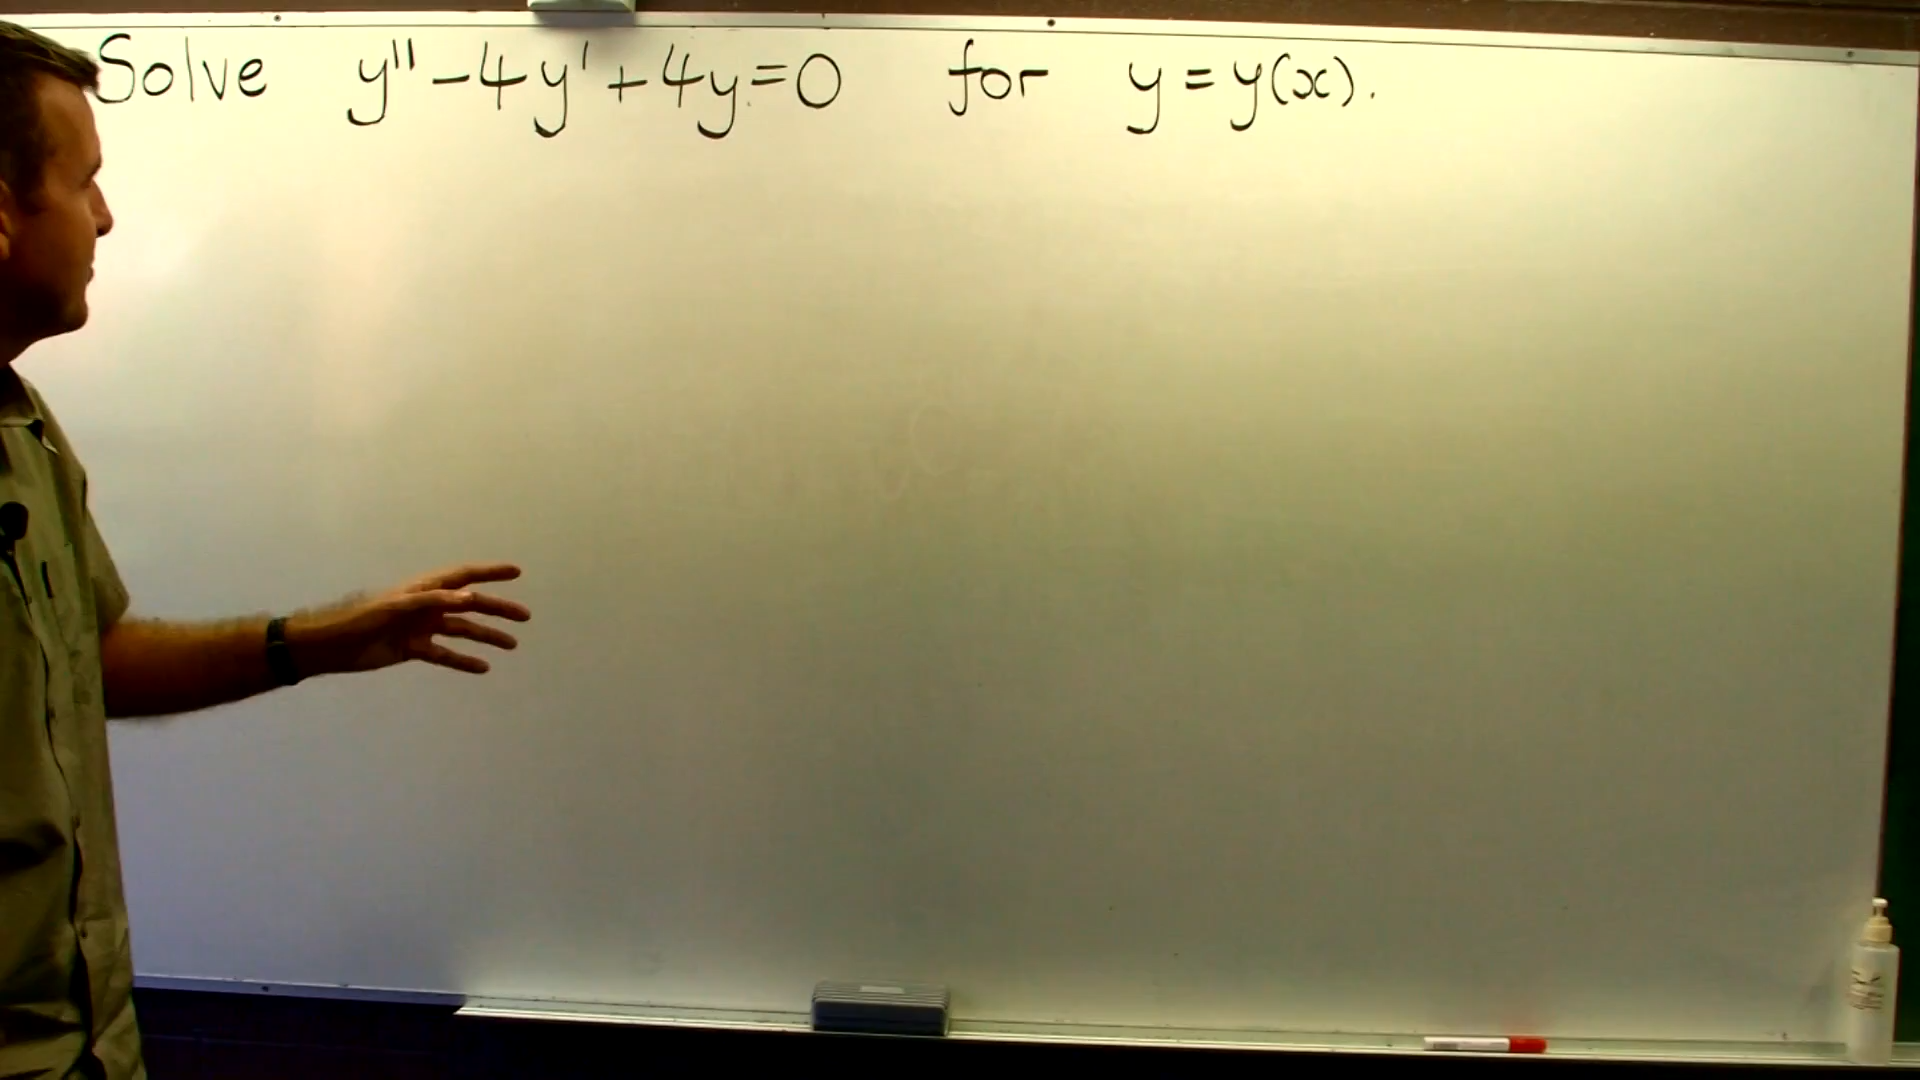 Solve y'' - 4y' + 4y = 0 for y = y(x).